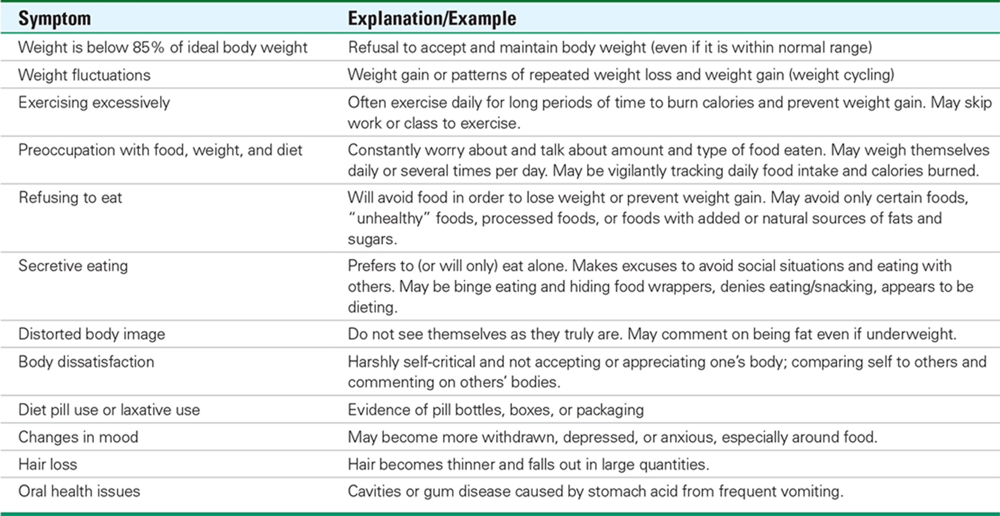 Symptom Explanation/Example
Weight is below 85% of ideal body weight Refusal to accept and maintain body weight (even if it is within normal range)
Weight fluctuations Weight gain or patterns of repeated weight loss and weight gain (weight cycling)
Exercising excessively Often exercise daily for long periods of time to burn calories and prevent weight gain. May skip
work or class to exercise.
Preoccupation with food, weight, and diet Constantly worry about and talk about amount and type of food eaten. May weigh themselves
daily or several times per day. May be vigilantly tracking daily food intake and calories burned.
Refusing to eat Will avoid food in order to lose weight or prevent weight gain. May avoid only certain foods,
“unhealthy” foods, processed foods, or foods with added or natural sources of fats and
sugars.
Secretive eating Prefers to (or will only) eat alone. Makes excuses to avoid social situations and eating with
others. May be binge eating and hiding food wrappers, denies eating/snacking, appears to be
dieting.
Distorted body image Do not see themselves as they truly are. May comment on being fat even if underweight.
Body dissatisfaction Harshly self-critical and not accepting or appreciating one’s body; comparing self to others and
commenting on others’ bodies.
Diet pill use or laxative use Evidence of pill bottles, boxes, or packaging
Changes in mood May become more withdrawn, depressed, or anxious, especially around food.
Hair loss Hair becomes thinner and falls out in large quantities.
Oral health issues Cavities or gum disease caused by stomach acid from frequent vomiting.